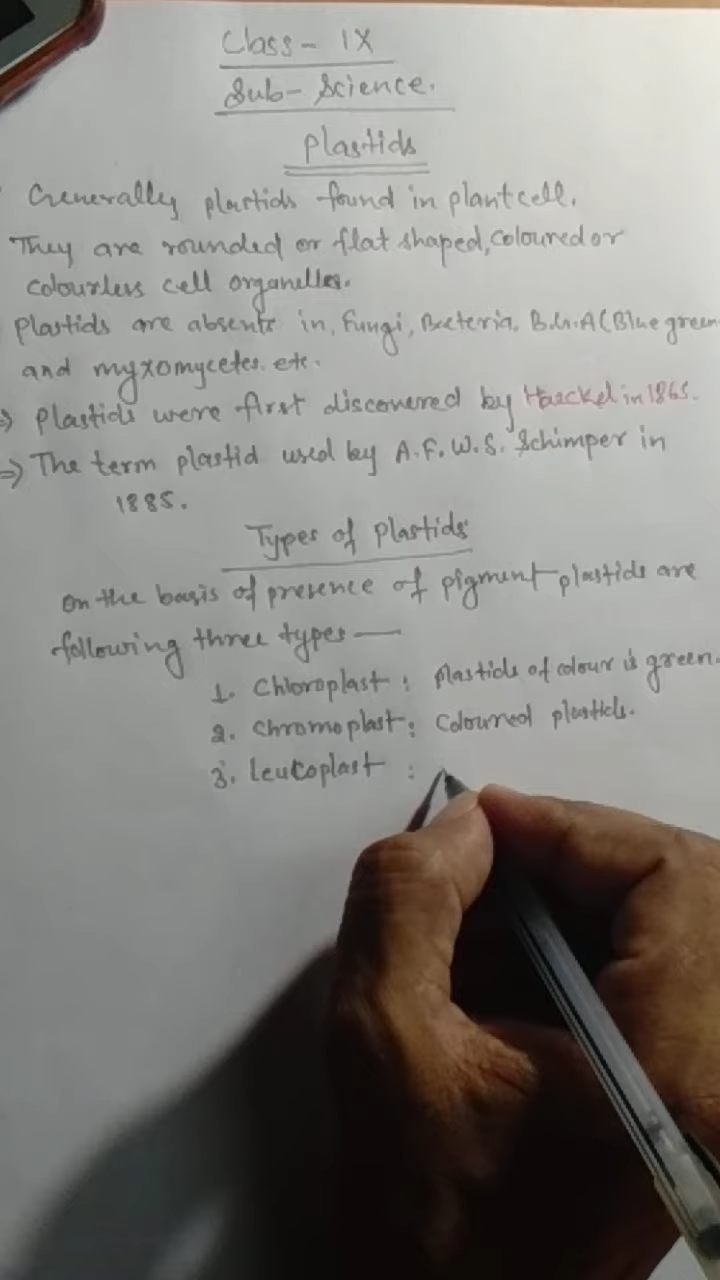 Class - IX
Sub - Science.
Plastids
Generally plastids found in plant cell.
They are rounded or flat shaped, coloured or
colourless cell organelles.
Plastids are absents in, Fungi, Bacteria, B.G.A (Blue green
and myxomycetes. etc.
⇒ Plastids were first discovered by Haeckel in 1865.
⇒ The term plastid used by A.F.W.S. Schimper in
1885.
Types of Plastids
on the basis of presence of pigment plastids are
following three types —
1. Chloroplast : Plastids of colour is green.
2. Chromoplast : Coloured plastids.
3. Leucoplast :